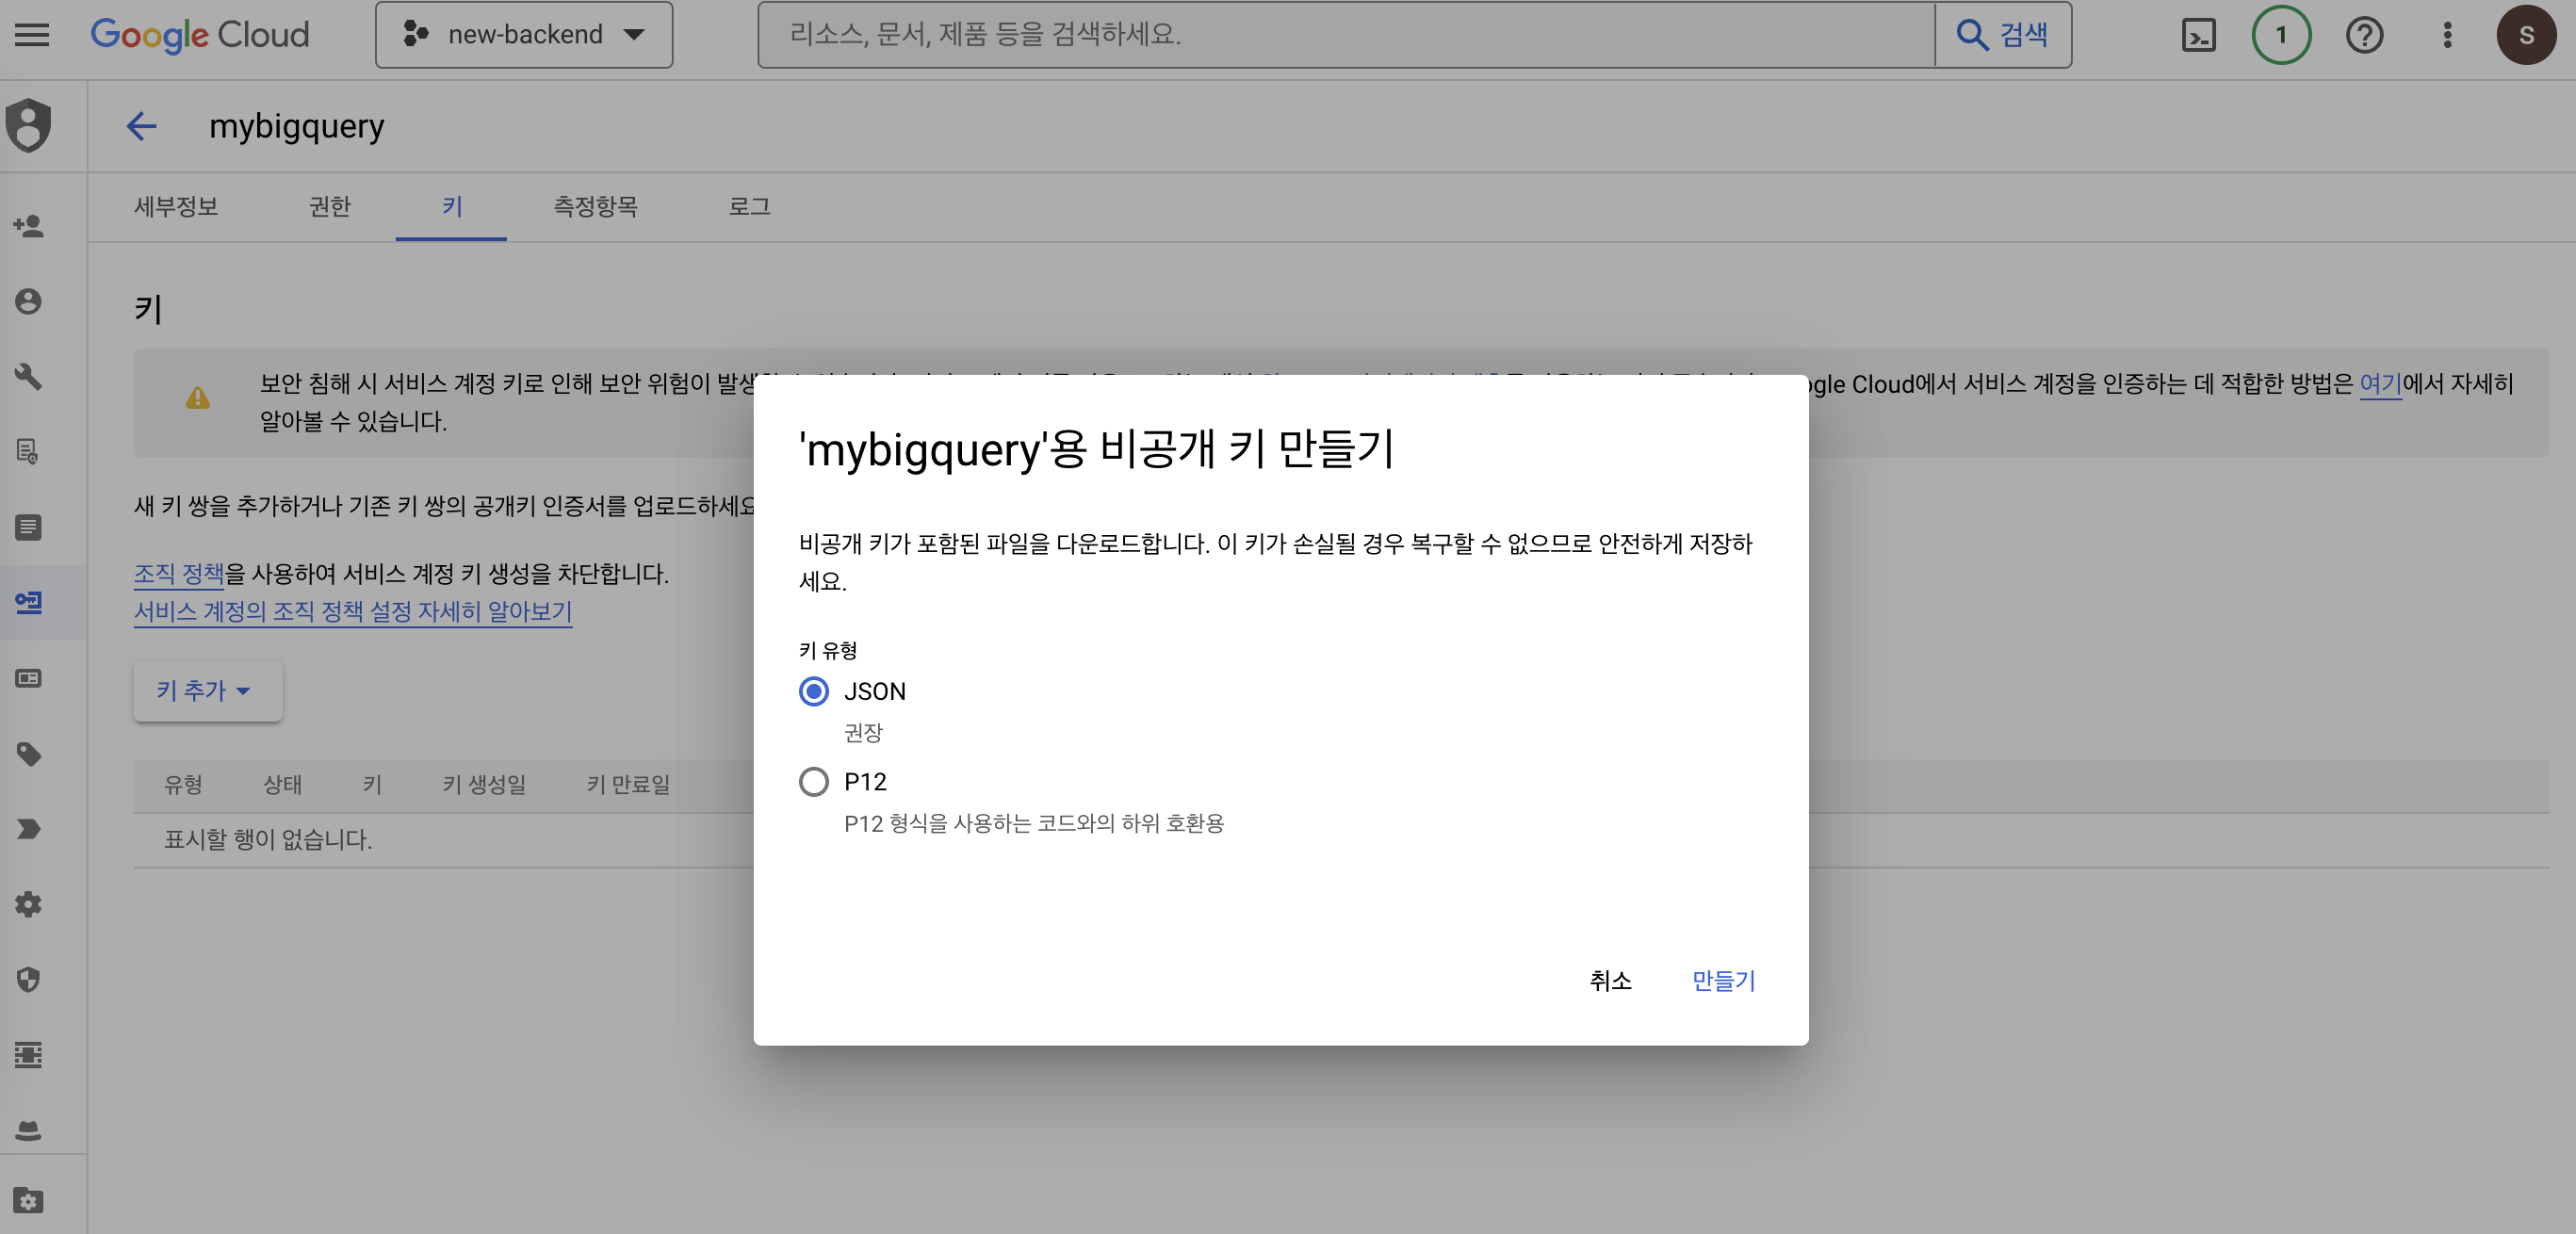 Google Cloud
new-backend
리소스, 문서, 제품 등을 검색하세요.
검색
1
S
mybigquery
세부정보
권한
키
측정항목
로그
키
보안 침해 시 서비스 계정 키로 인해 보안 위험이
ogle Cloud에서 서비스 계정을 인증하는 데 적합한 방법은 여기에서 자세히
알아볼 수 있습니다.
새 키 쌍을 추가하거나 기존 키 쌍의 공개키 인증서를 업로드하세요
조직 정책을 사용하여 서비스 계정 키 생성을 차단합니다.
서비스 계정의 조직 정책 설정 자세히 알아보기
키 추가
유형
상태
키
키 생성일
키 만료일
표시할 행이 없습니다.
'mybigquery'용 비공개 키 만들기
비공개 키가 포함된 파일을 다운로드합니다. 이 키가 손실될 경우 복구할 수 없으므로 안전하게 저장하
세요.
키 유형
JSON
권장
P12
P12 형식을 사용하는 코드와의 하위 호환용
취소
만들기